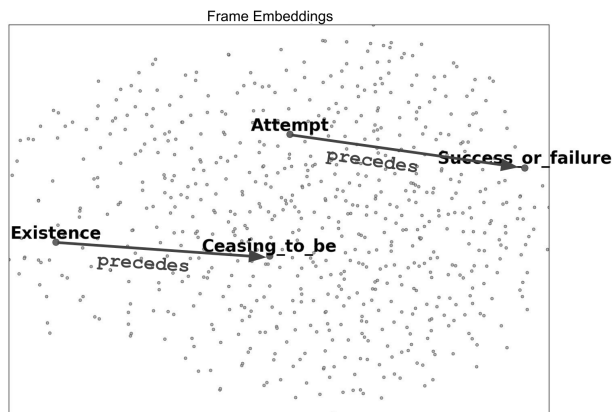 Frame Embeddings
Attempt
precedes
Success_or_failure
Existence
precedes
Ceasing_to_be